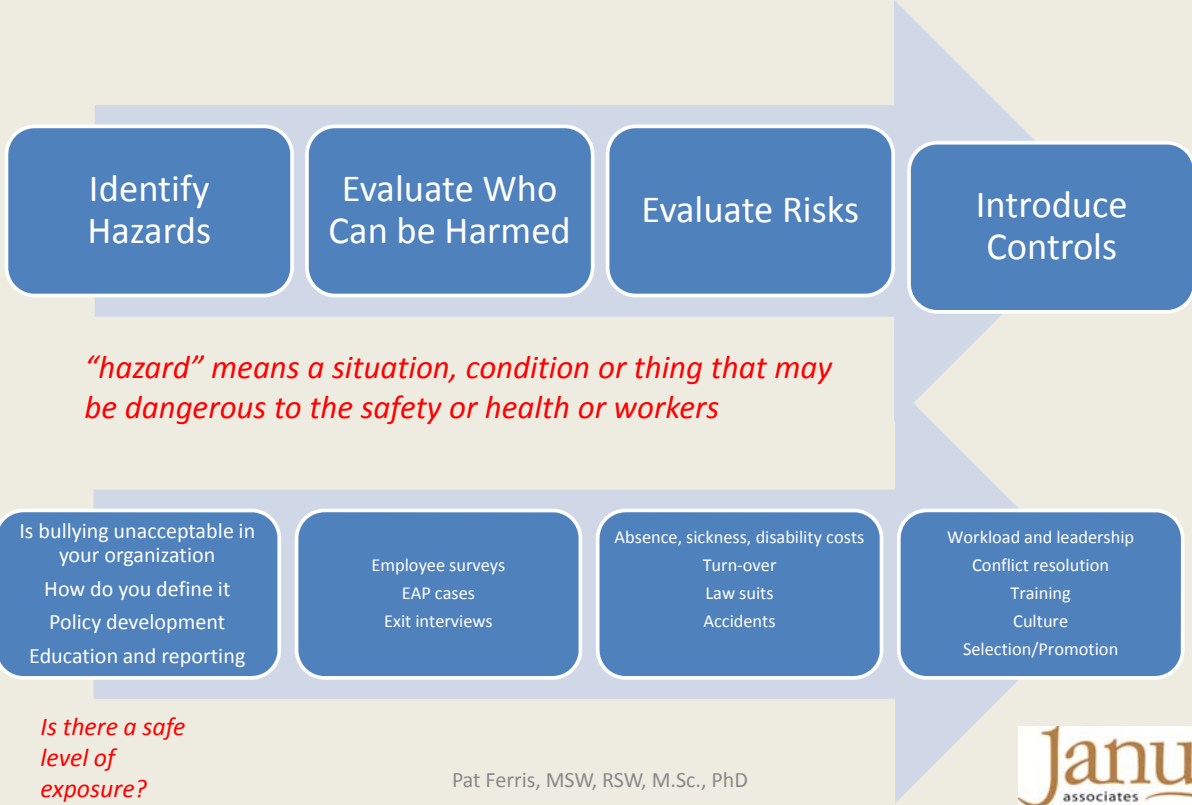 Identify
Hazards
Evaluate Who
Can be Harmed
Evaluate Risks
Introduce
Controls
“hazard” means a situation, condition or thing that may
be dangerous to the safety or health or workers
Is bullying unacceptable in
your organization
How do you define it
Policy development
Education and reporting
Employee surveys
EAP cases
Exit interviews
Absence, sickness, disability costs
Turn-over
Law suits
Accidents
Workload and leadership
Conflict resolution
Training
Culture
Selection/Promotion
Is there a safe
level of
exposure?
Pat Ferris, MSW, RSW, M.Sc., PhD
Janu
associates